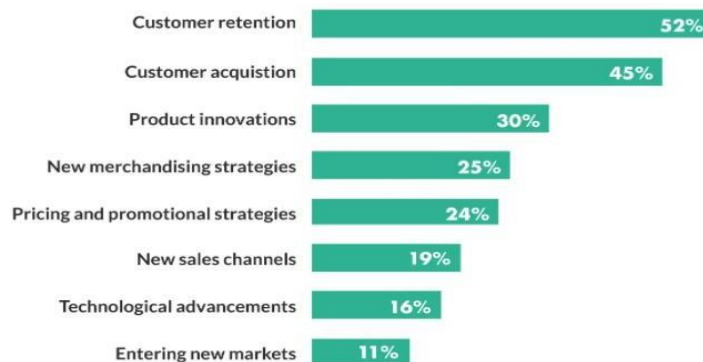 Customer retention 52%
Customer acquistion 45%
Product innovations 30%
New merchandising strategies 25%
Pricing and promotional strategies 24%
New sales channels 19%
Technological advancements 16%
Entering new markets 11%